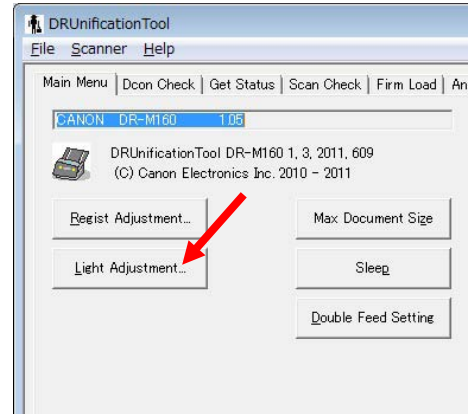 DRUnificationTool
File Scanner Help
Main Menu Dcon Check Get Status Scan Check Firm Load An
CANON DR-M160 1.05
DRUnificationTool DR-M160 1, 3, 2011, 609
(C) Canon Electronics Inc. 2010 - 2011
Regist Adjustment... Max Document Size
Light Adjustment... Sleep
Double Feed Setting